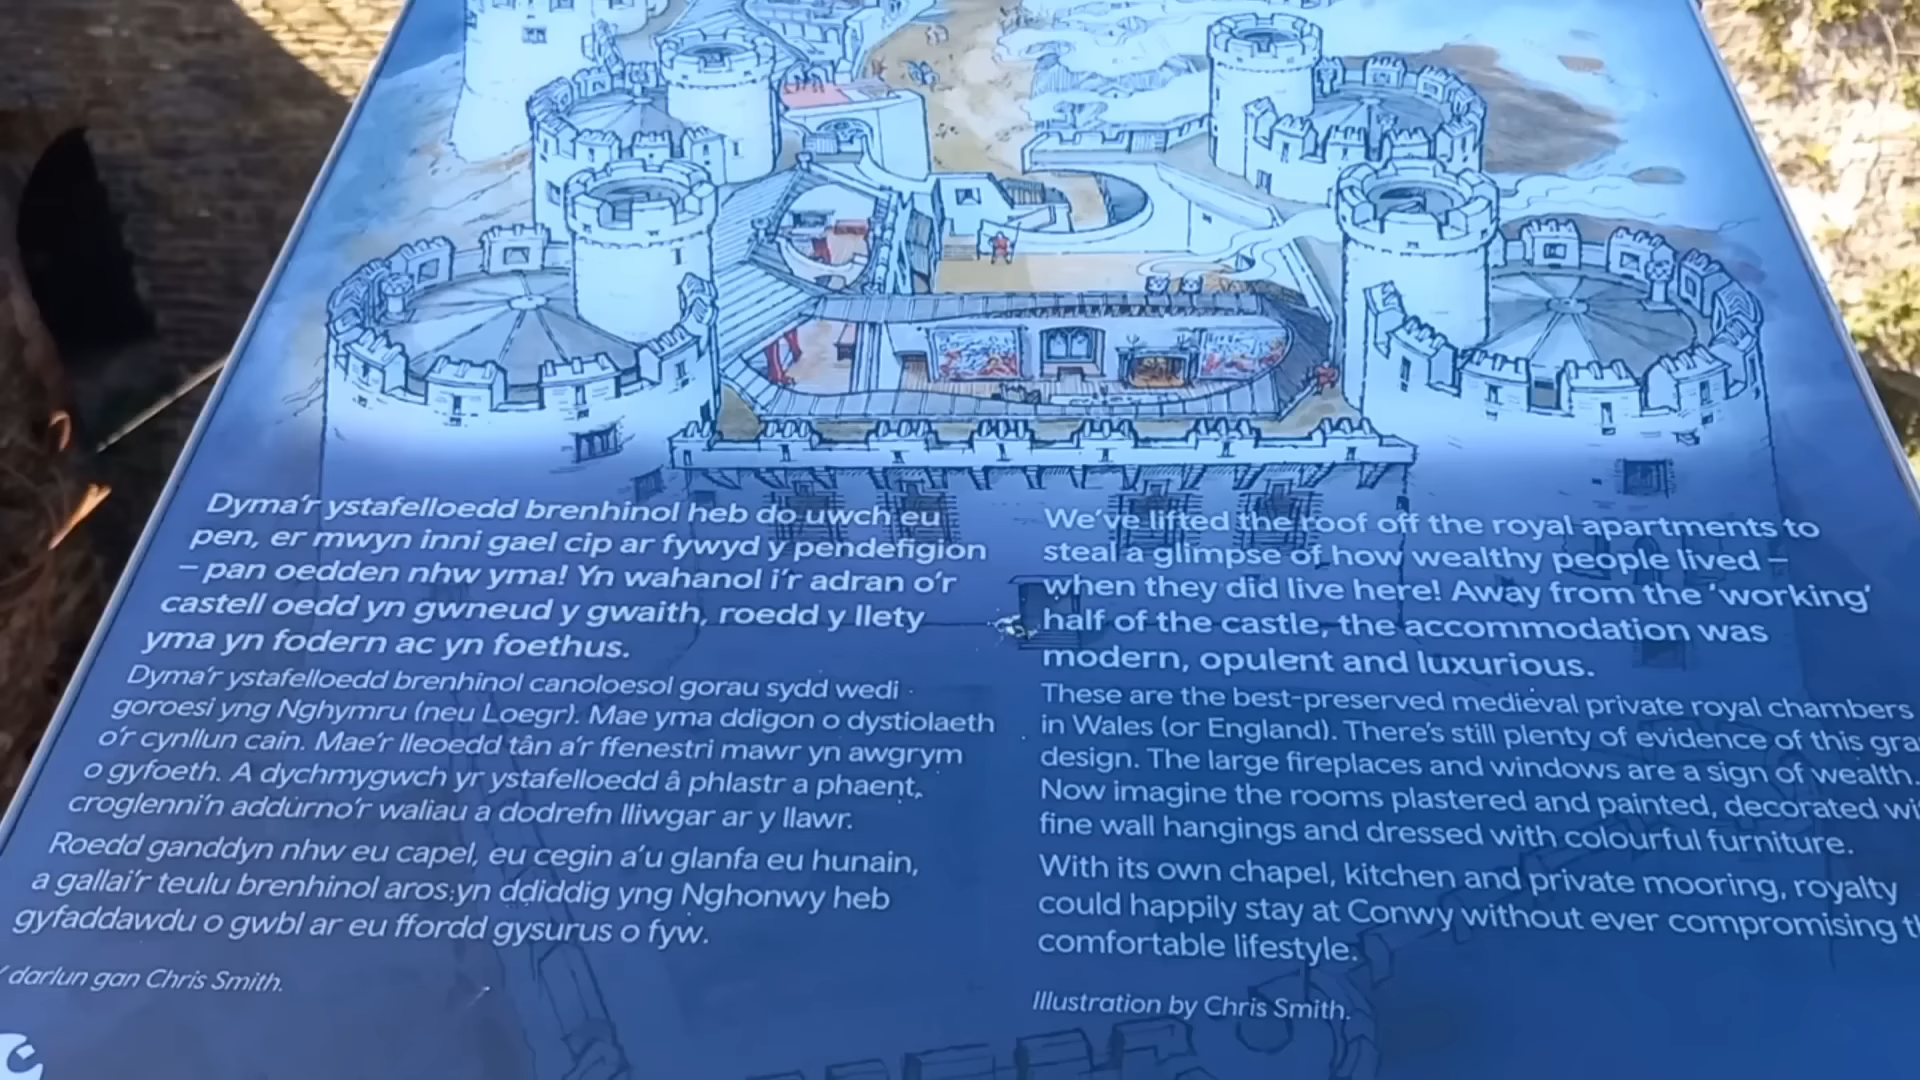 Dyma'r ystafelloedd brenhinol heb do uwch eu
pen, er mwyn inni gael cip ar fywyd y pendefigion
– pan oedden nhw yma! Yn wahanol i'r adran o'r
castell oedd yn gwneud y gwaith, roedd y llety
yma yn fodern ac yn foethus.
Dyma'r ystafelloedd brenhinol canoloesol gorau sydd wedi
goroesi yng Nghymru (neu Loegr). Mae yma ddigon o dystiolaeth
o'r cynllun cain. Mae'r lleoedd tân a'r ffenestri mawr yn awgrym
o gyfoeth. A dychmygwch yr ystafelloedd â phlastr a phaent,
croglenni'n addurno'r waliau a dodrefn lliwgar ar y llawr.
Roedd ganddyn nhw eu capel, eu cegin a'u glanfa eu hunain,
a gallai'r teulu brenhinol aros yn ddiddig yng Nghonwy heb
gyfaddawdu o gwbl ar eu ffordd gysurus o fyw.
Y darlun gan Chris Smith.
We've lifted the roof off the royal apartments to
steal a glimpse of how wealthy people lived –
when they did live here! Away from the 'working'
half of the castle, the accommodation was
modern, opulent and luxurious.
These are the best-preserved medieval private royal chambers
in Wales (or England). There's still plenty of evidence of this
design. The large fireplaces and windows are a sign of wealth.
Now imagine the rooms plastered and painted, decorated
fine wall hangings and dressed with colourful furniture.
With its own chapel, kitchen and private mooring, royalty
could happily stay at Conwy without ever compromising
comfortable lifestyle.
Illustration by Chris Smith.